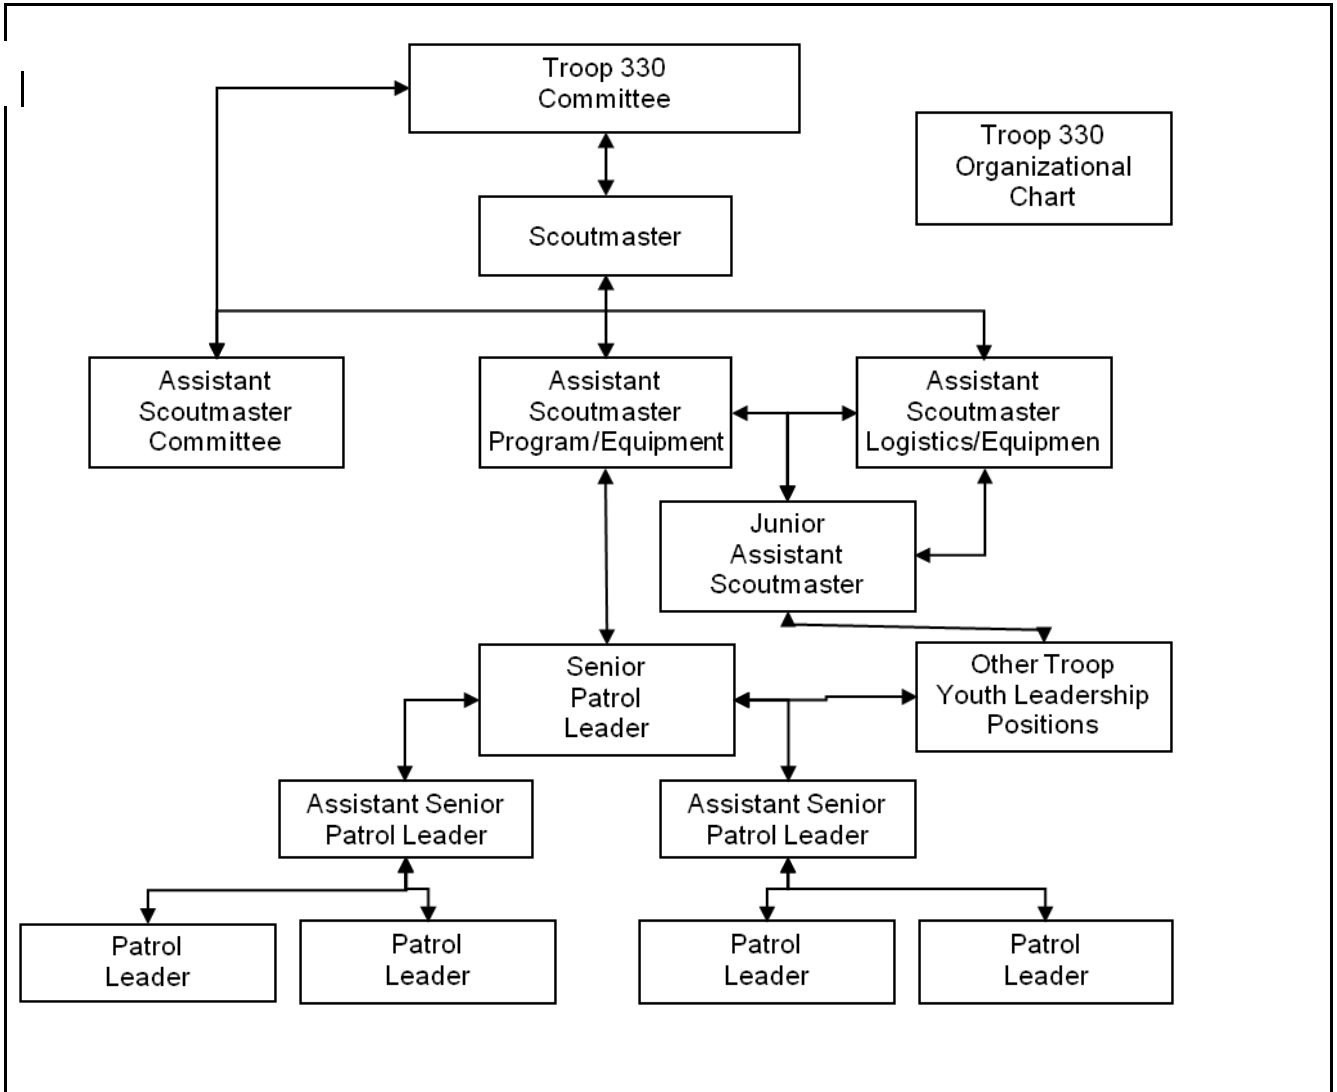 Troop 330
Committee
Troop 330
Organizational
Chart
Scoutmaster
Assistant
Scoutmaster
Committee
Assistant
Scoutmaster
Program/Equipment
Assistant
Scoutmaster
Logistics/Equipmen
Junior
Assistant
Scoutmaster
Senior
Patrol
Leader
Other Troop
Youth Leadership
Positions
Assistant Senior
Patrol Leader
Assistant Senior
Patrol Leader
Patrol
Leader
Patrol
Leader
Patrol
Leader
Patrol
Leader